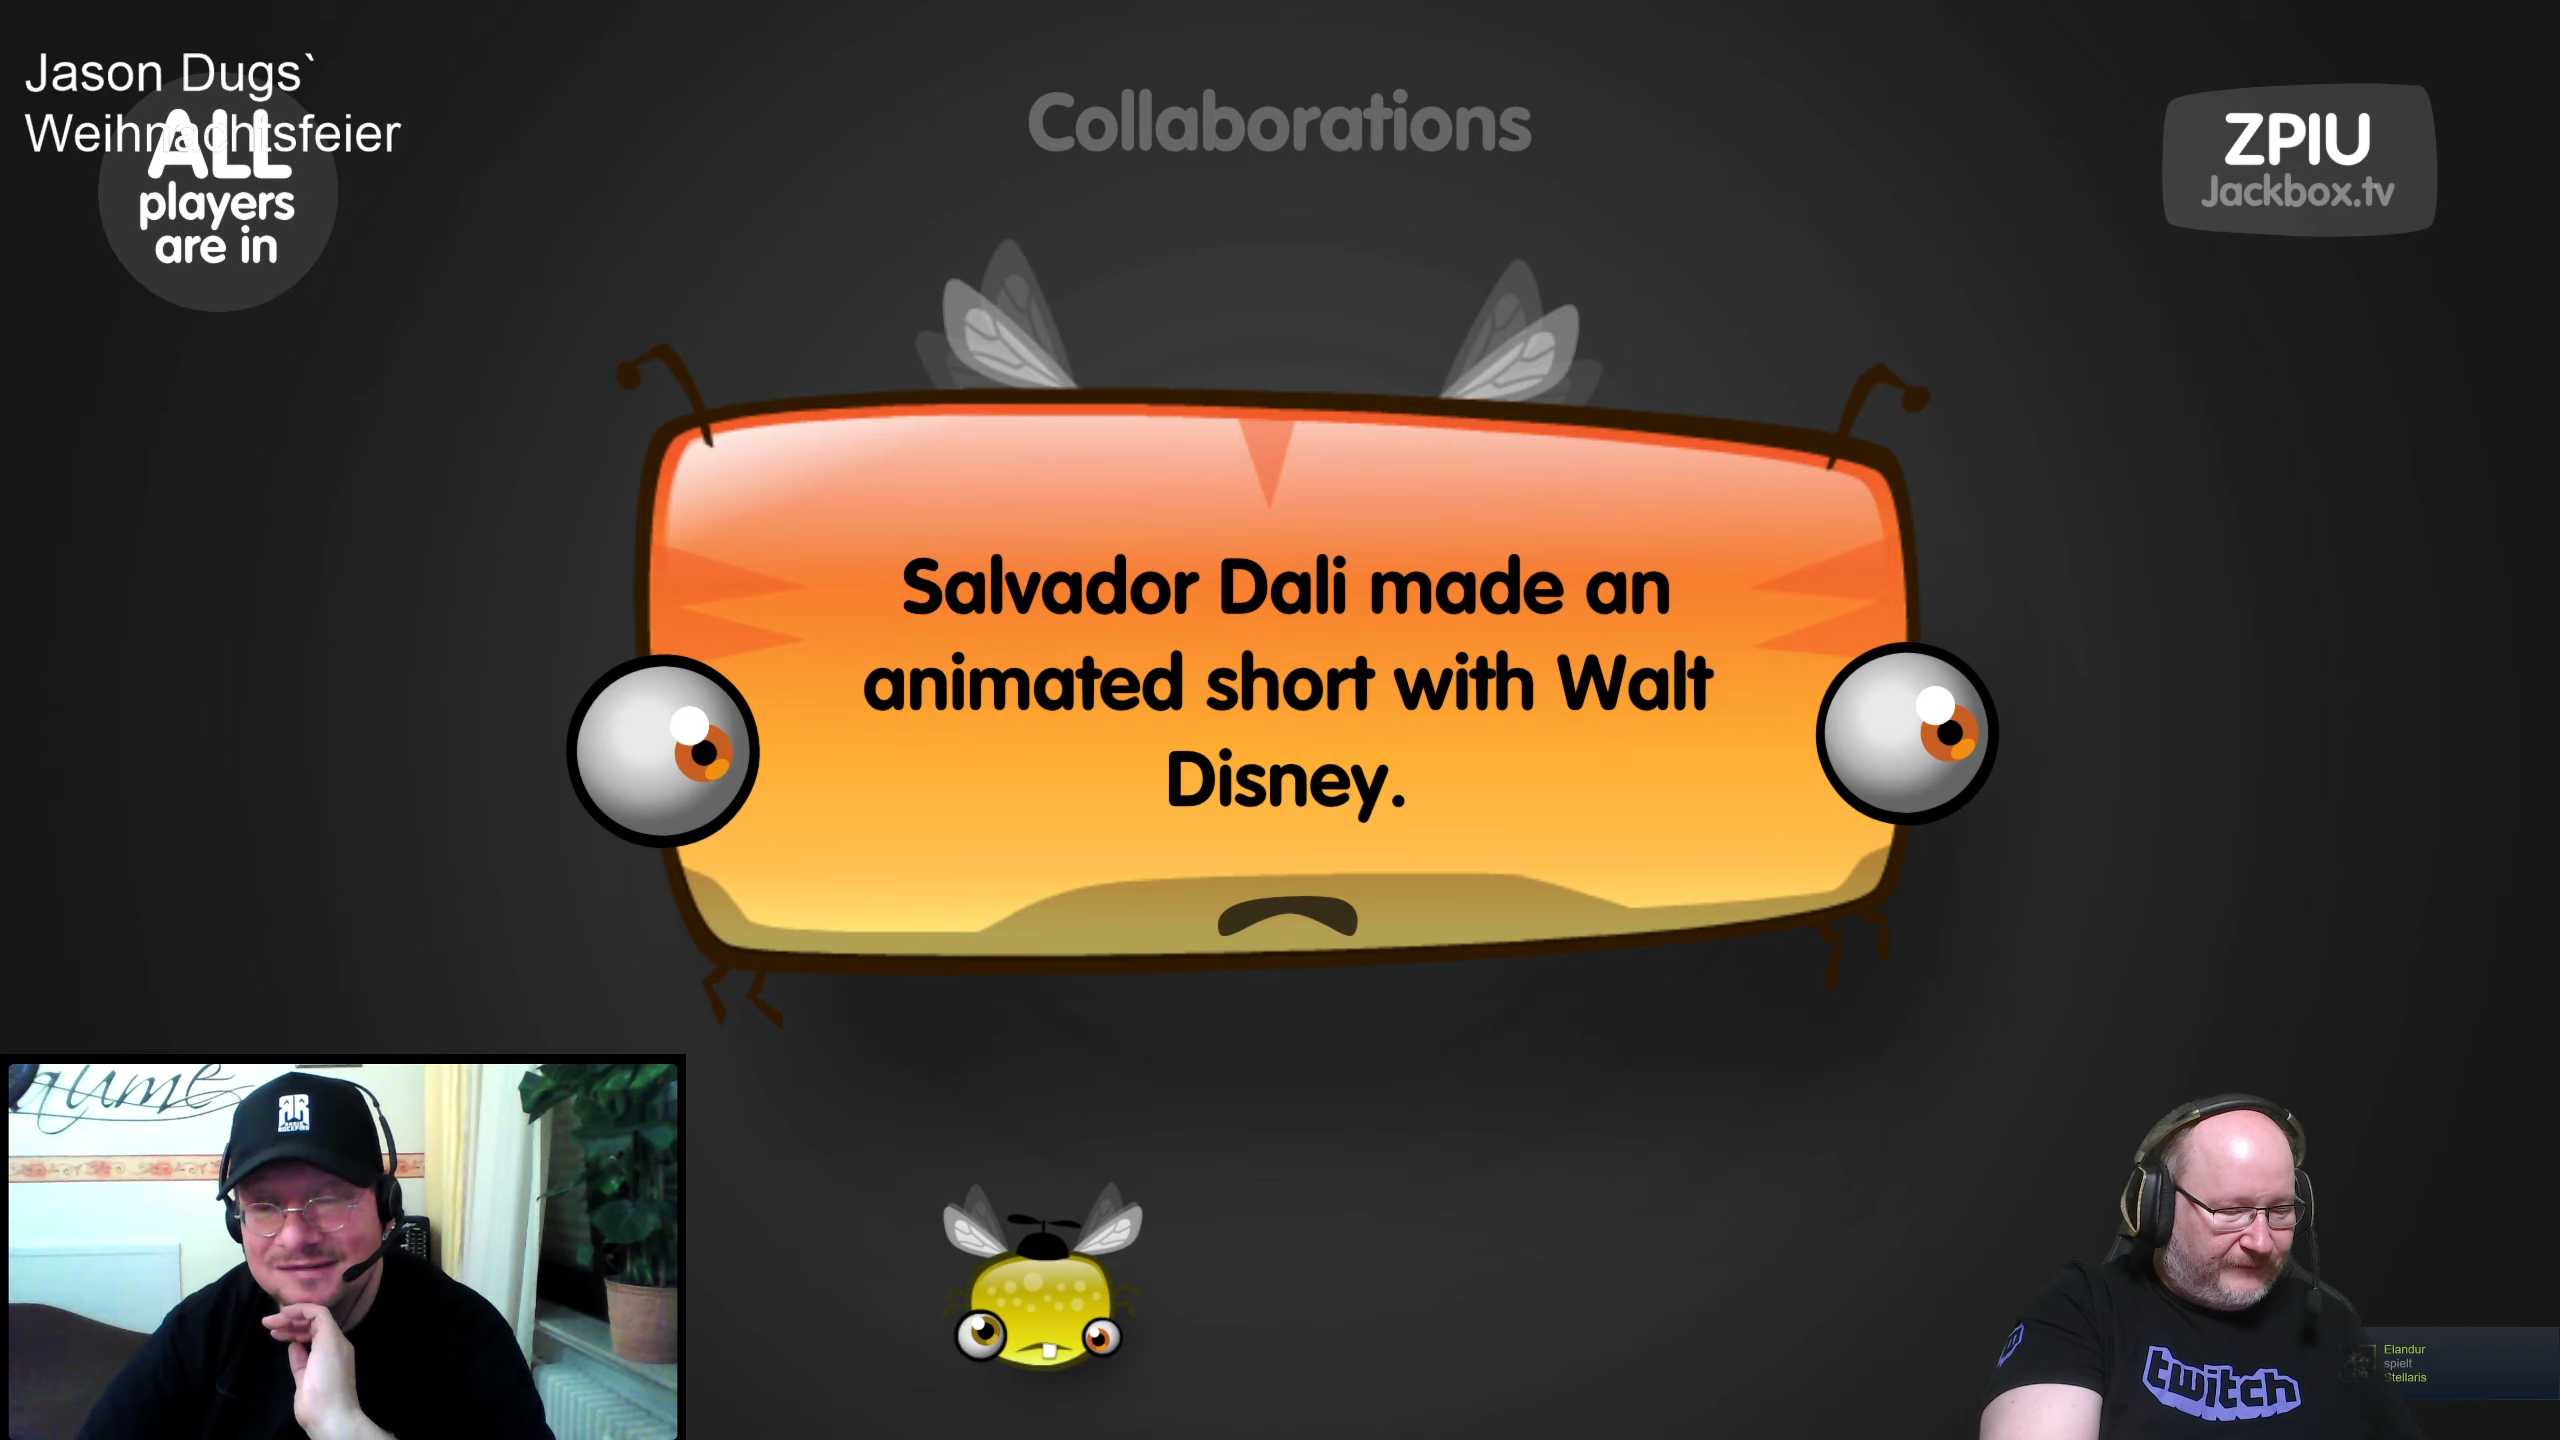 Jason Dugs`
Weihnachtsfeier
ALL
players
are in
Collaborations
ZPIU
Jackbox.tv
Salvador Dali made an
animated short with Walt
Disney.
twitch
Elandur
spielt
Stellaris